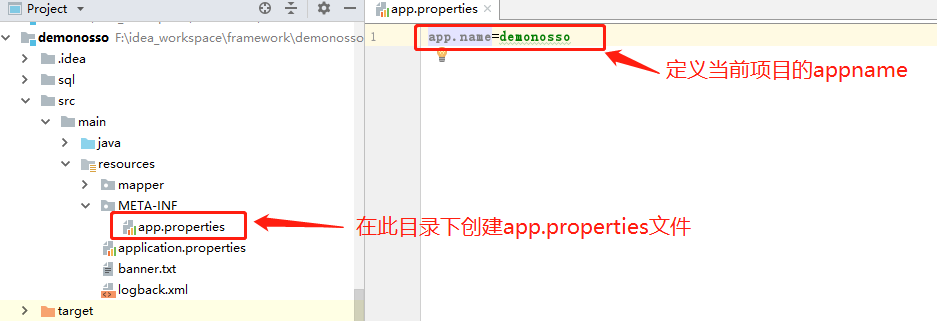 Project
demonosso F:\idea_workspace\framework\demonosso
.idea
sql
src
main
java
resources
mapper
META-INF
app.properties
application.properties
banner.txt
logback.xml
target
app.properties
1 app.name=demonosso
定义当前项目的appname
在此目录下创建app.properties文件